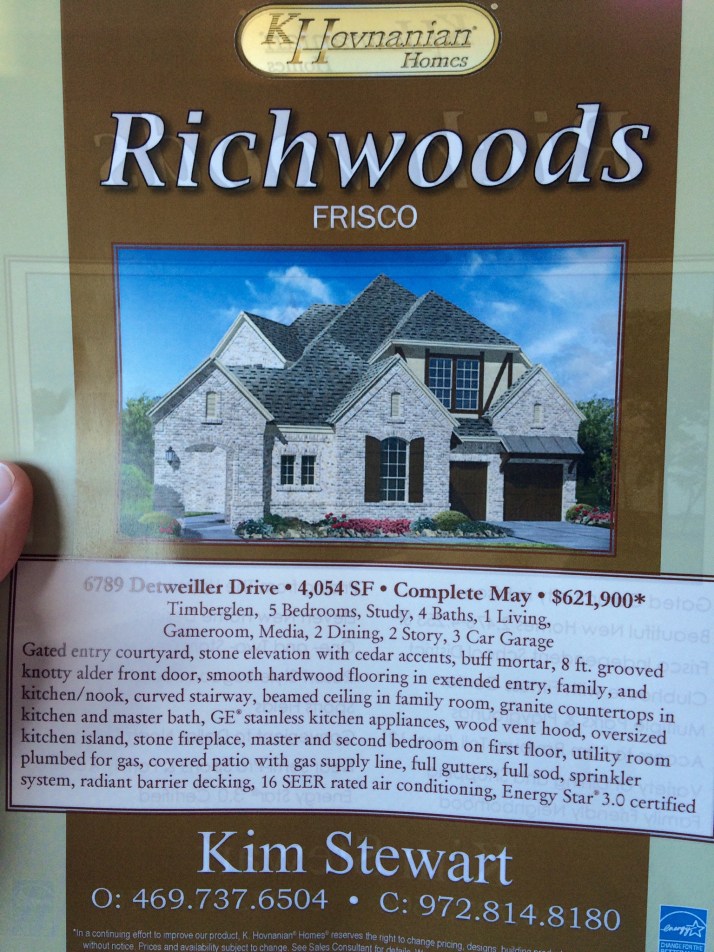 K Hovnanian®
Homes
Richwoods
FRISCO
6789 Detweiller Drive • 4,054 SF • Complete May • $621,900*
Timberglen, 5 Bedrooms, Study, 4 Baths, 1 Living,
Gameroom, Media, 2 Dining, 2 Story, 3 Car Garage
Gated entry courtyard, stone elevation with cedar accents, buff mortar, 8 ft. grooved
knotty alder front door, smooth hardwood flooring in extended entry, family, and
kitchen/nook, curved stairway, beamed ceiling in family room, granite countertops in
kitchen and master bath, GE® stainless kitchen appliances, wood vent hood, oversized
kitchen island, stone fireplace, master and second bedroom on first floor, utility room
plumbed for gas, covered patio with gas supply line, full gutters, full sod, sprinkler
system, radiant barrier decking, 16 SEER rated air conditioning, Energy Star® 3.0 certified
Kim Stewart
O: 469.737.6504 • C: 972.814.8180
*In a continuing effort to improve our product, K. Hovnanian® Homes® reserves the right to change pricing, designs, building
without notice. Prices and availability subject to change. See Sales Consultant for details.
energy